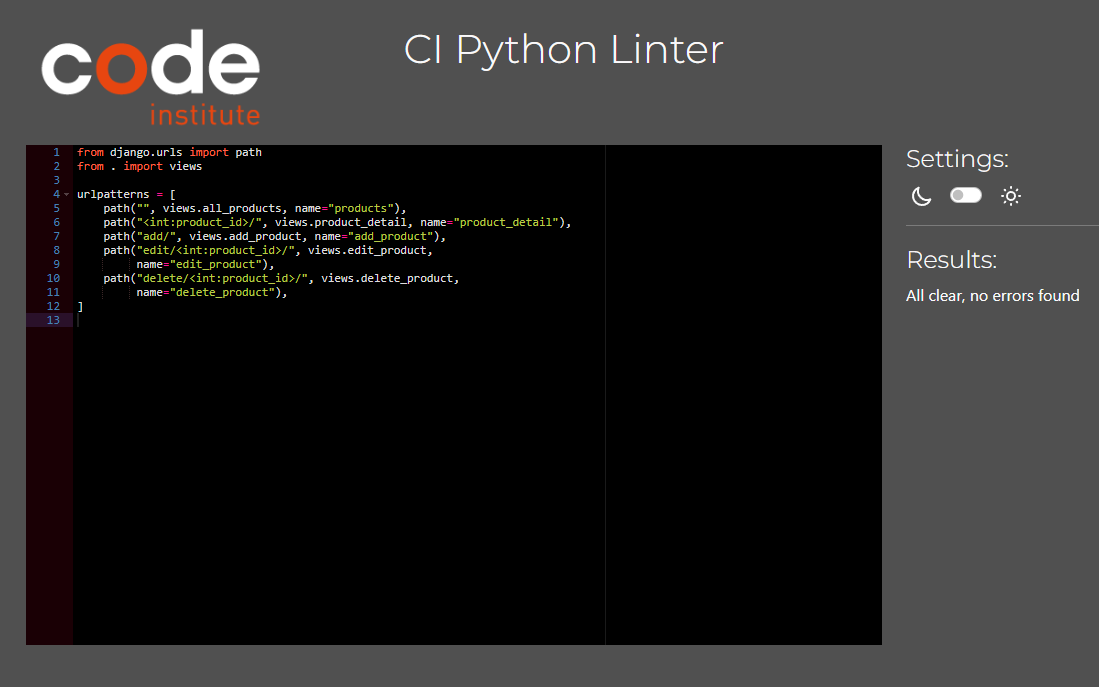 code
institute
CI Python Linter
1 from django.urls import path
2 from . import views
3
4 urlpatterns = [
5     path("", views.all_products, name="products"),
6     path("<int:product_id>/", views.product_detail, name="product_detail"),
7     path("add/", views.add_product, name="add_product"),
8     path("edit/<int:product_id>/", views.edit_product,
9          name="edit_product"),
10     path("delete/<int:product_id>/", views.delete_product,
11          name="delete_product"),
12 ]
13
Settings:
Results:
All clear, no errors found